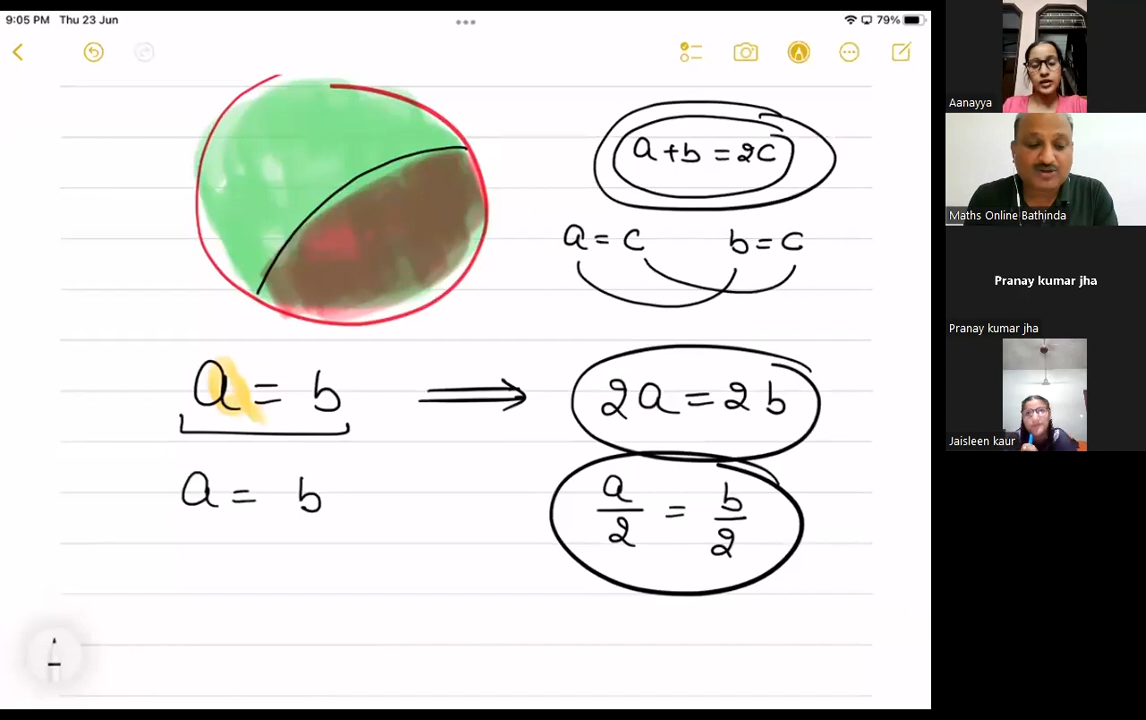 9:05 PM Thu 23 Jun
79%
a + b = 2c
a = c b = c
a = b ⟹ 2a = 2b
a = b a/2 = b/2
Aanayya
Maths Online Bathinda
Pranay kumar jha
Pranay kumar jha
Jaisleen kaur